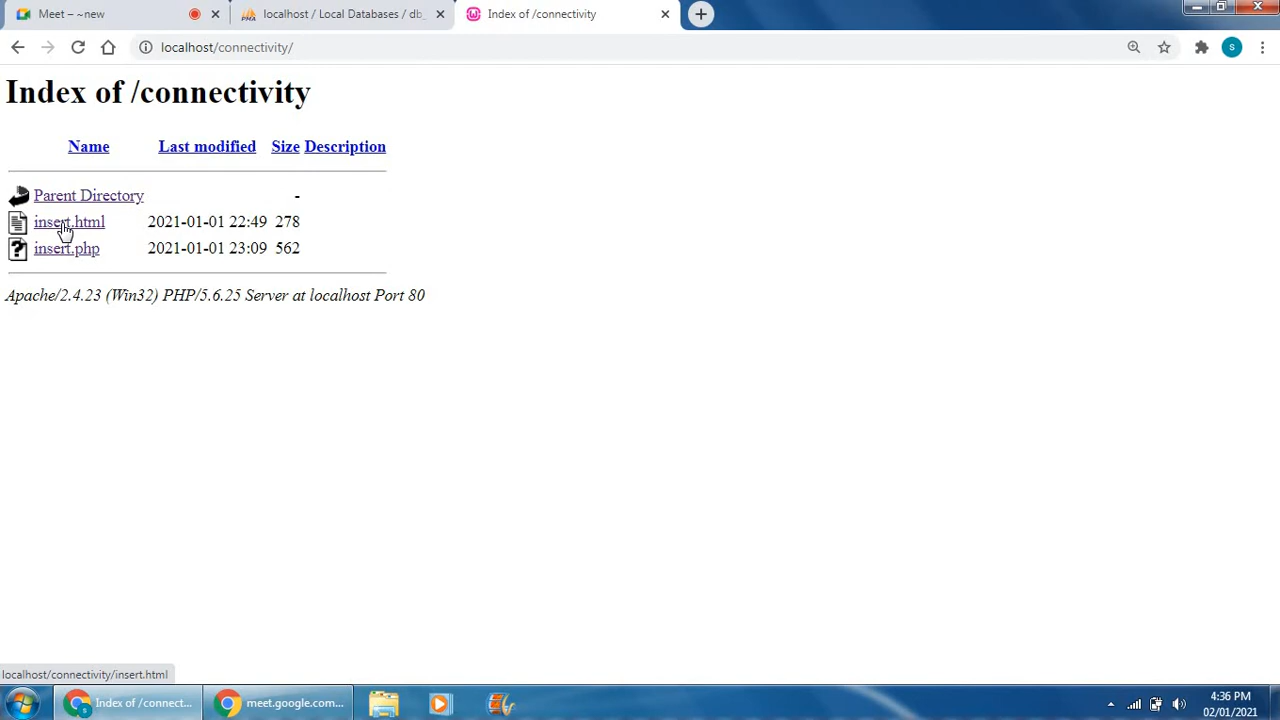 Meet – ~new
localhost / Local Databases / db_
Index of /connectivity
localhost/connectivity/
S
Index of /connectivity
Name Last modified Size Description
Parent Directory -
insert.html 2021-01-01 22:49 278
insert.php 2021-01-01 23:09 562
Apache/2.4.23 (Win32) PHP/5.6.25 Server at localhost Port 80
localhost/connectivity/insert.html
Index of /connect...
meet.google.com...
4:36 PM
02/01/2021